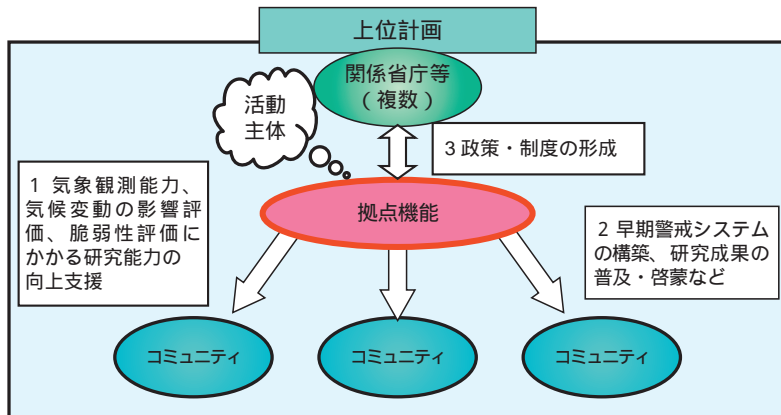 上位計画
関係省庁等
（複数）
活動
主体
3 政策・制度の形成
1 気象観測能力、
気候変動の影響評
価、脆弱性評価に
かかる研究能力の
向上支援
拠点機能
2 早期警戒システム
の構築、研究成果の
普及・啓蒙など
コミュニティ
コミュニティ
コミュニティ